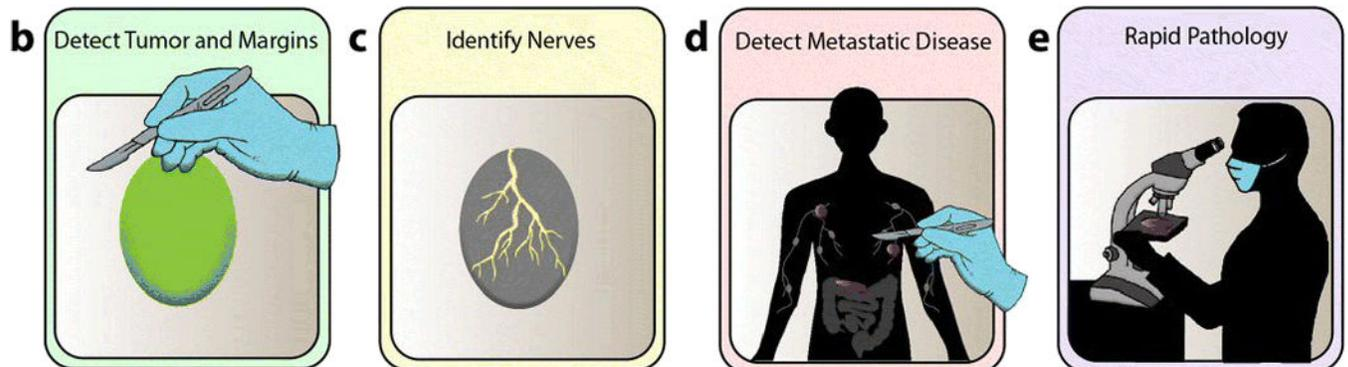 b Detect Tumor and Margins
c Identify Nerves
d Detect Metastatic Disease
e Rapid Pathology